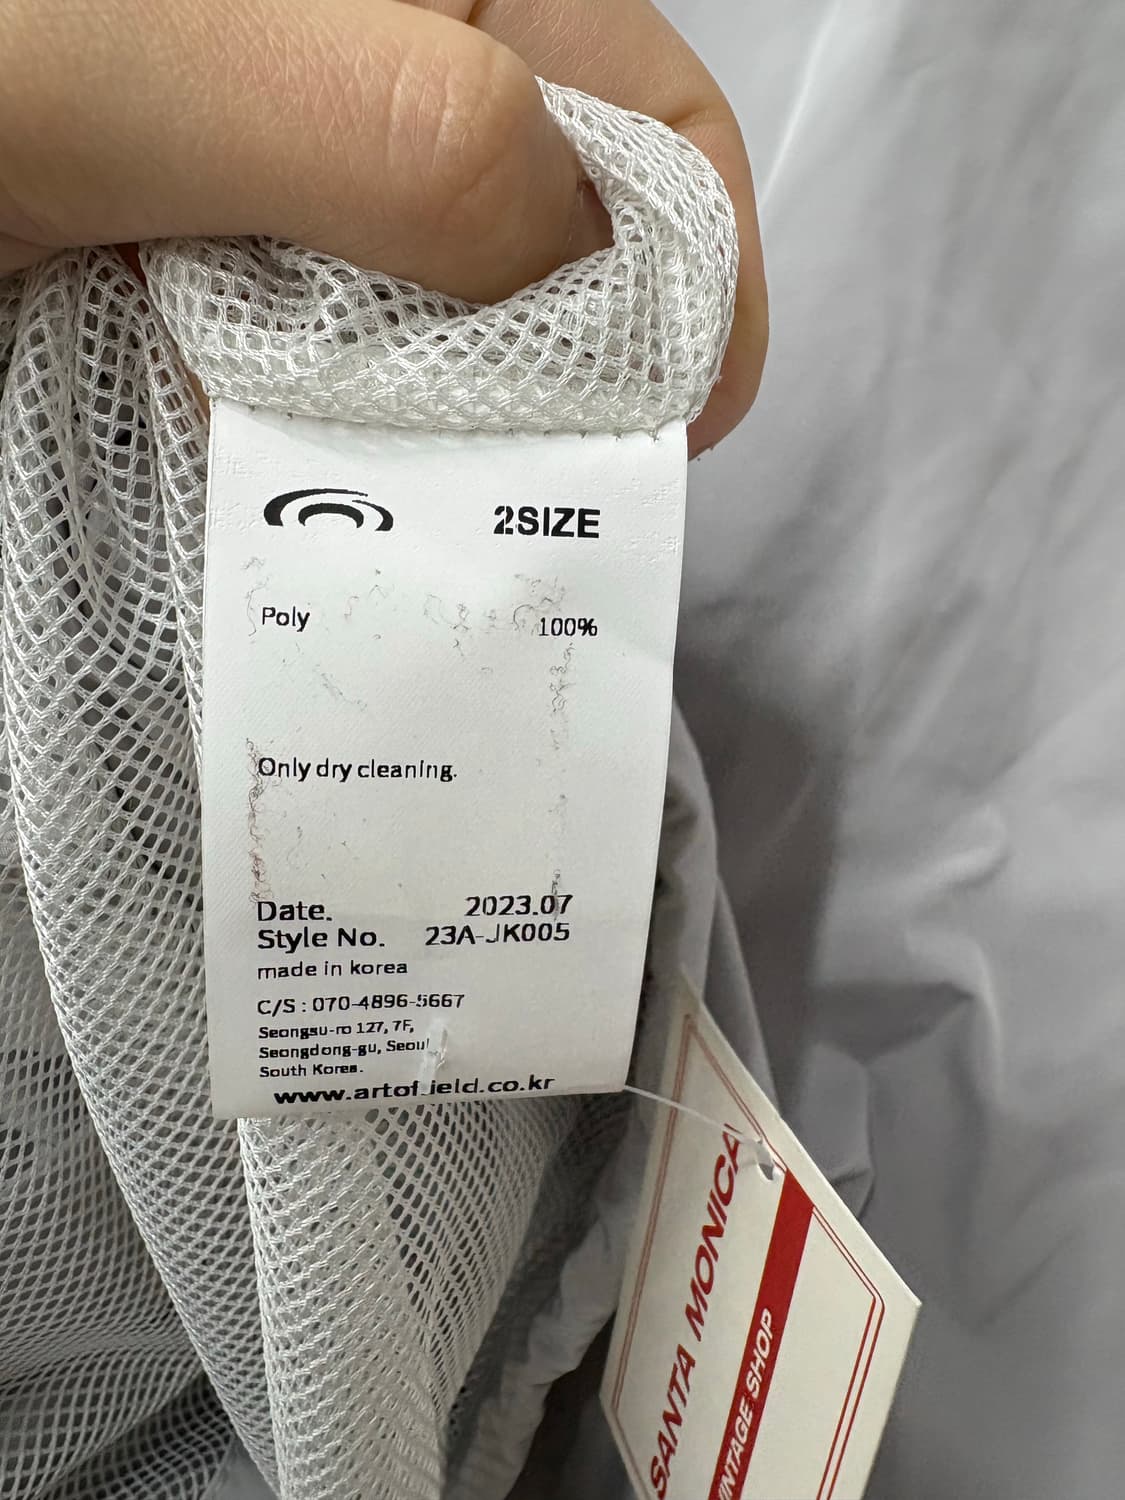 2SIZE
Poly 100%
Only dry cleaning.
Date. 2023.07
Style No. 23A-JK005
made in korea
C/S : 070-4896-5667
Seongsu-ro 127, 7F,
Seongdong-gu, Seoul
South Korea.
www.artofield.co.kr
SANTA MONICA
VINTAGE SHOP